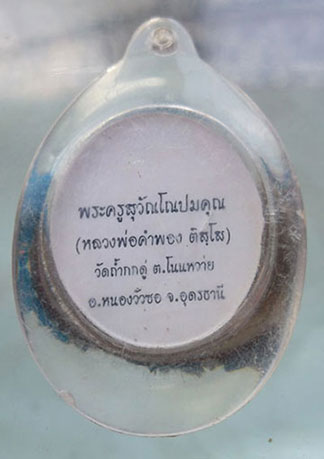 พระครูสุวัณโณปมคุณ
(หลวงพ่อคำพอง ติสฺโส)
วัดถ้ำกกดู่ ต.โนนหวาย
อ.หนองวัวซอ จ.อุดรธานี